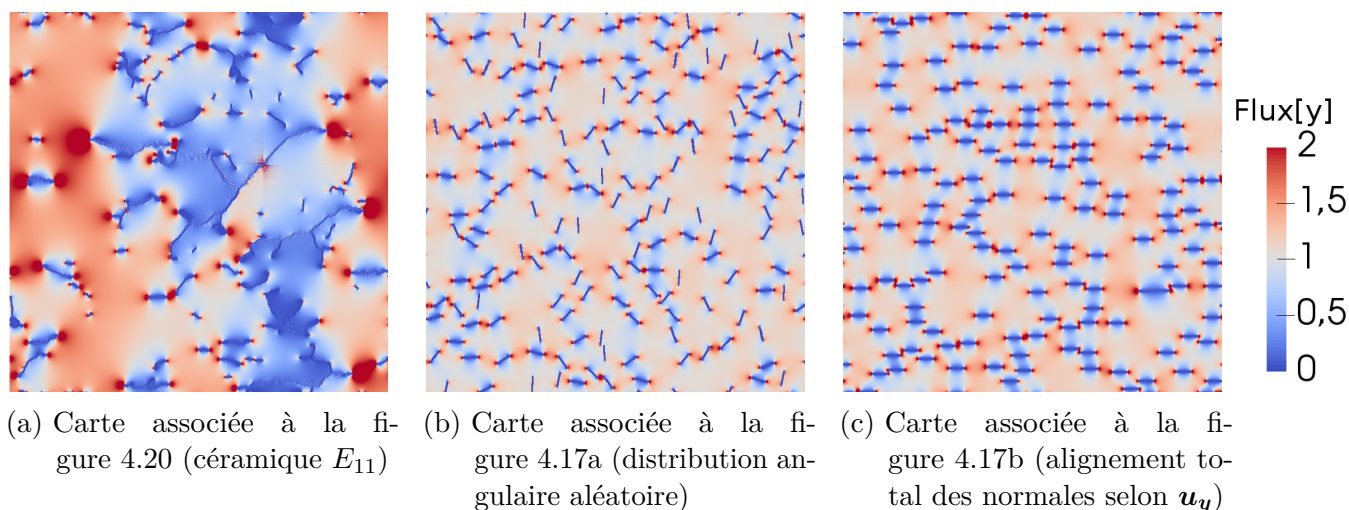 Flux[y]
2
1,5
1
0,5
0
(a) Carte associée à la fi-
gure 4.20 (céramique E11)
(b) Carte associée à la fi-
gure 4.17a (distribution an-
gulaire aléatoire)
(c) Carte associée à la fi-
gure 4.17b (alignement to-
tal des normales selon uy)